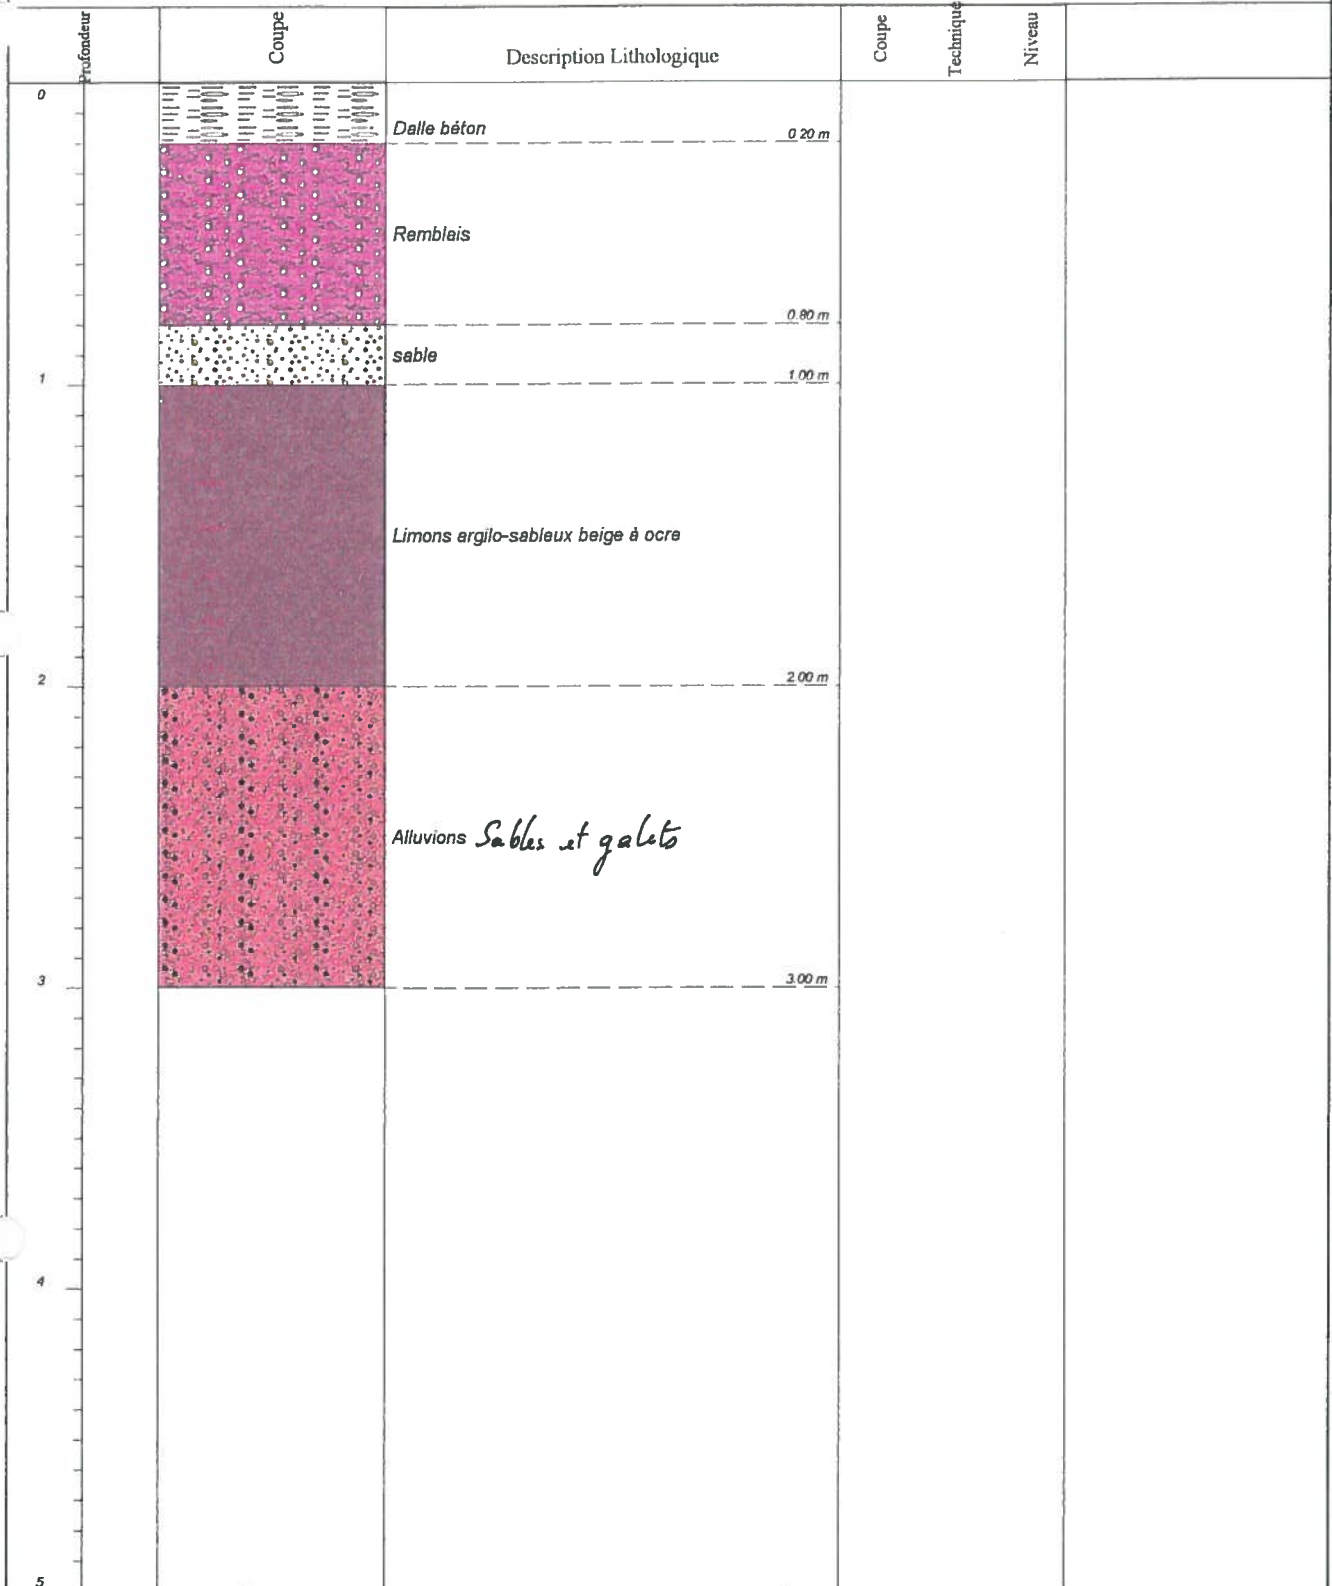 Profondeur
Coupe
Description Lithologique
Coupe
Technique
Niveau
0
Dalle béton
0.20 m
Remblais
0.80 m
sable
1
1.00 m
Limons argilo-sableux beige à ocre
2
2.00 m
Alluvions Sables et galets
3
3.00 m
4
5